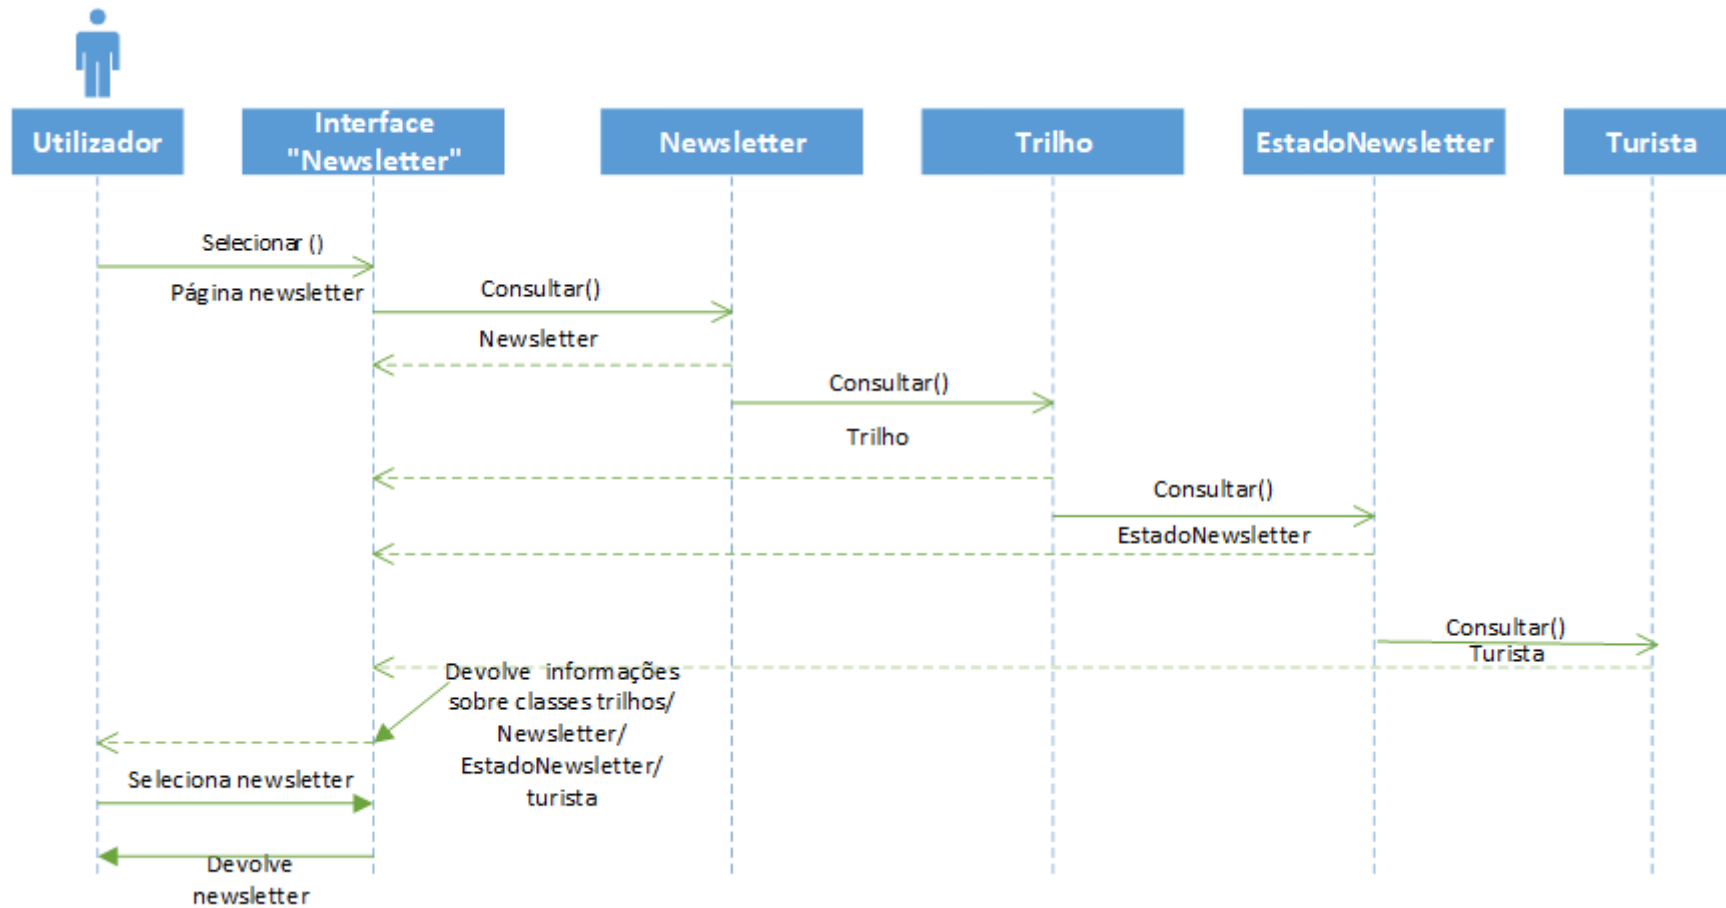 Utilizador
Interface
"Newsletter"
Newsletter
Trilho
EstadoNewsletter
Turista
Selecionar ()
Página newsletter
Consultar()
Newsletter
Consultar()
Trilho
Consultar()
EstadoNewsletter
Consultar()
Turista
Devolve informações
sobre classes trilhos/
Newsletter/
EstadoNewsletter/
turista
Seleciona newsletter
Devolve
newsletter